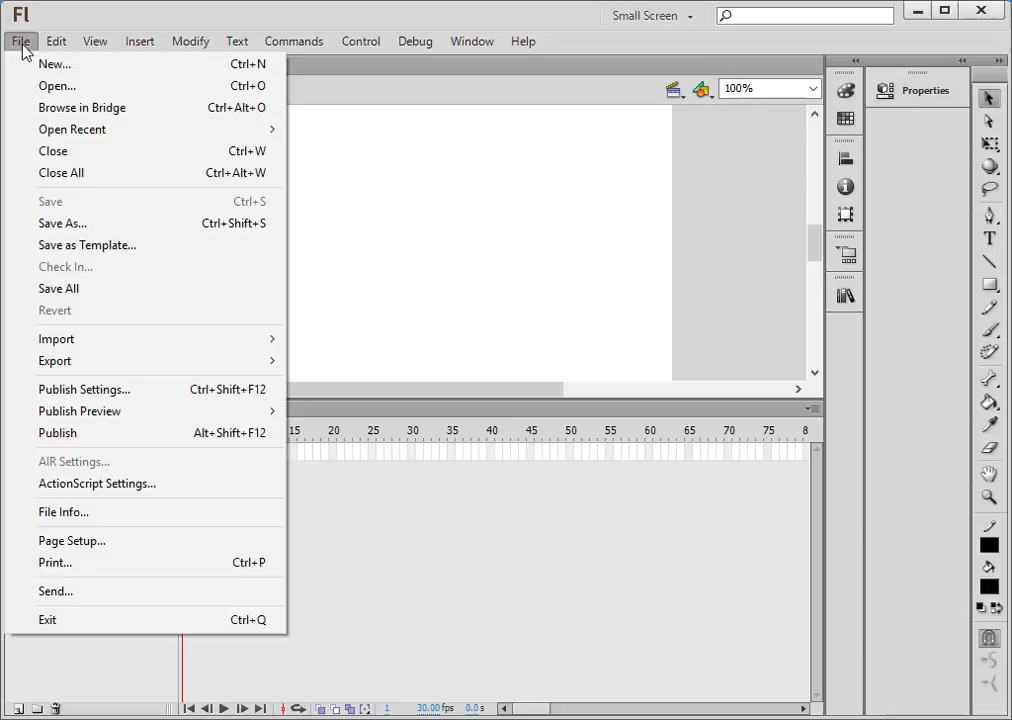 Fl
Small Screen
File Edit View Insert Modify Text Commands Control Debug Window Help
New... Ctrl+N
Open... Ctrl+O
Browse in Bridge Ctrl+Alt+O
Open Recent
Close Ctrl+W
Close All Ctrl+Alt+W
Save Ctrl+S
Save As... Ctrl+Shift+S
Save as Template...
Check In...
Save All
Revert
Import
Export
Publish Settings... Ctrl+Shift+F12
Publish Preview
Publish Alt+Shift+F12
AIR Settings...
ActionScript Settings...
File Info...
Page Setup...
Print... Ctrl+P
Send...
Exit Ctrl+Q
100%
Properties
15 20 25 30 35 40 45 50 55 60 65 70 75 8
1 30.00 fps 0.0 s